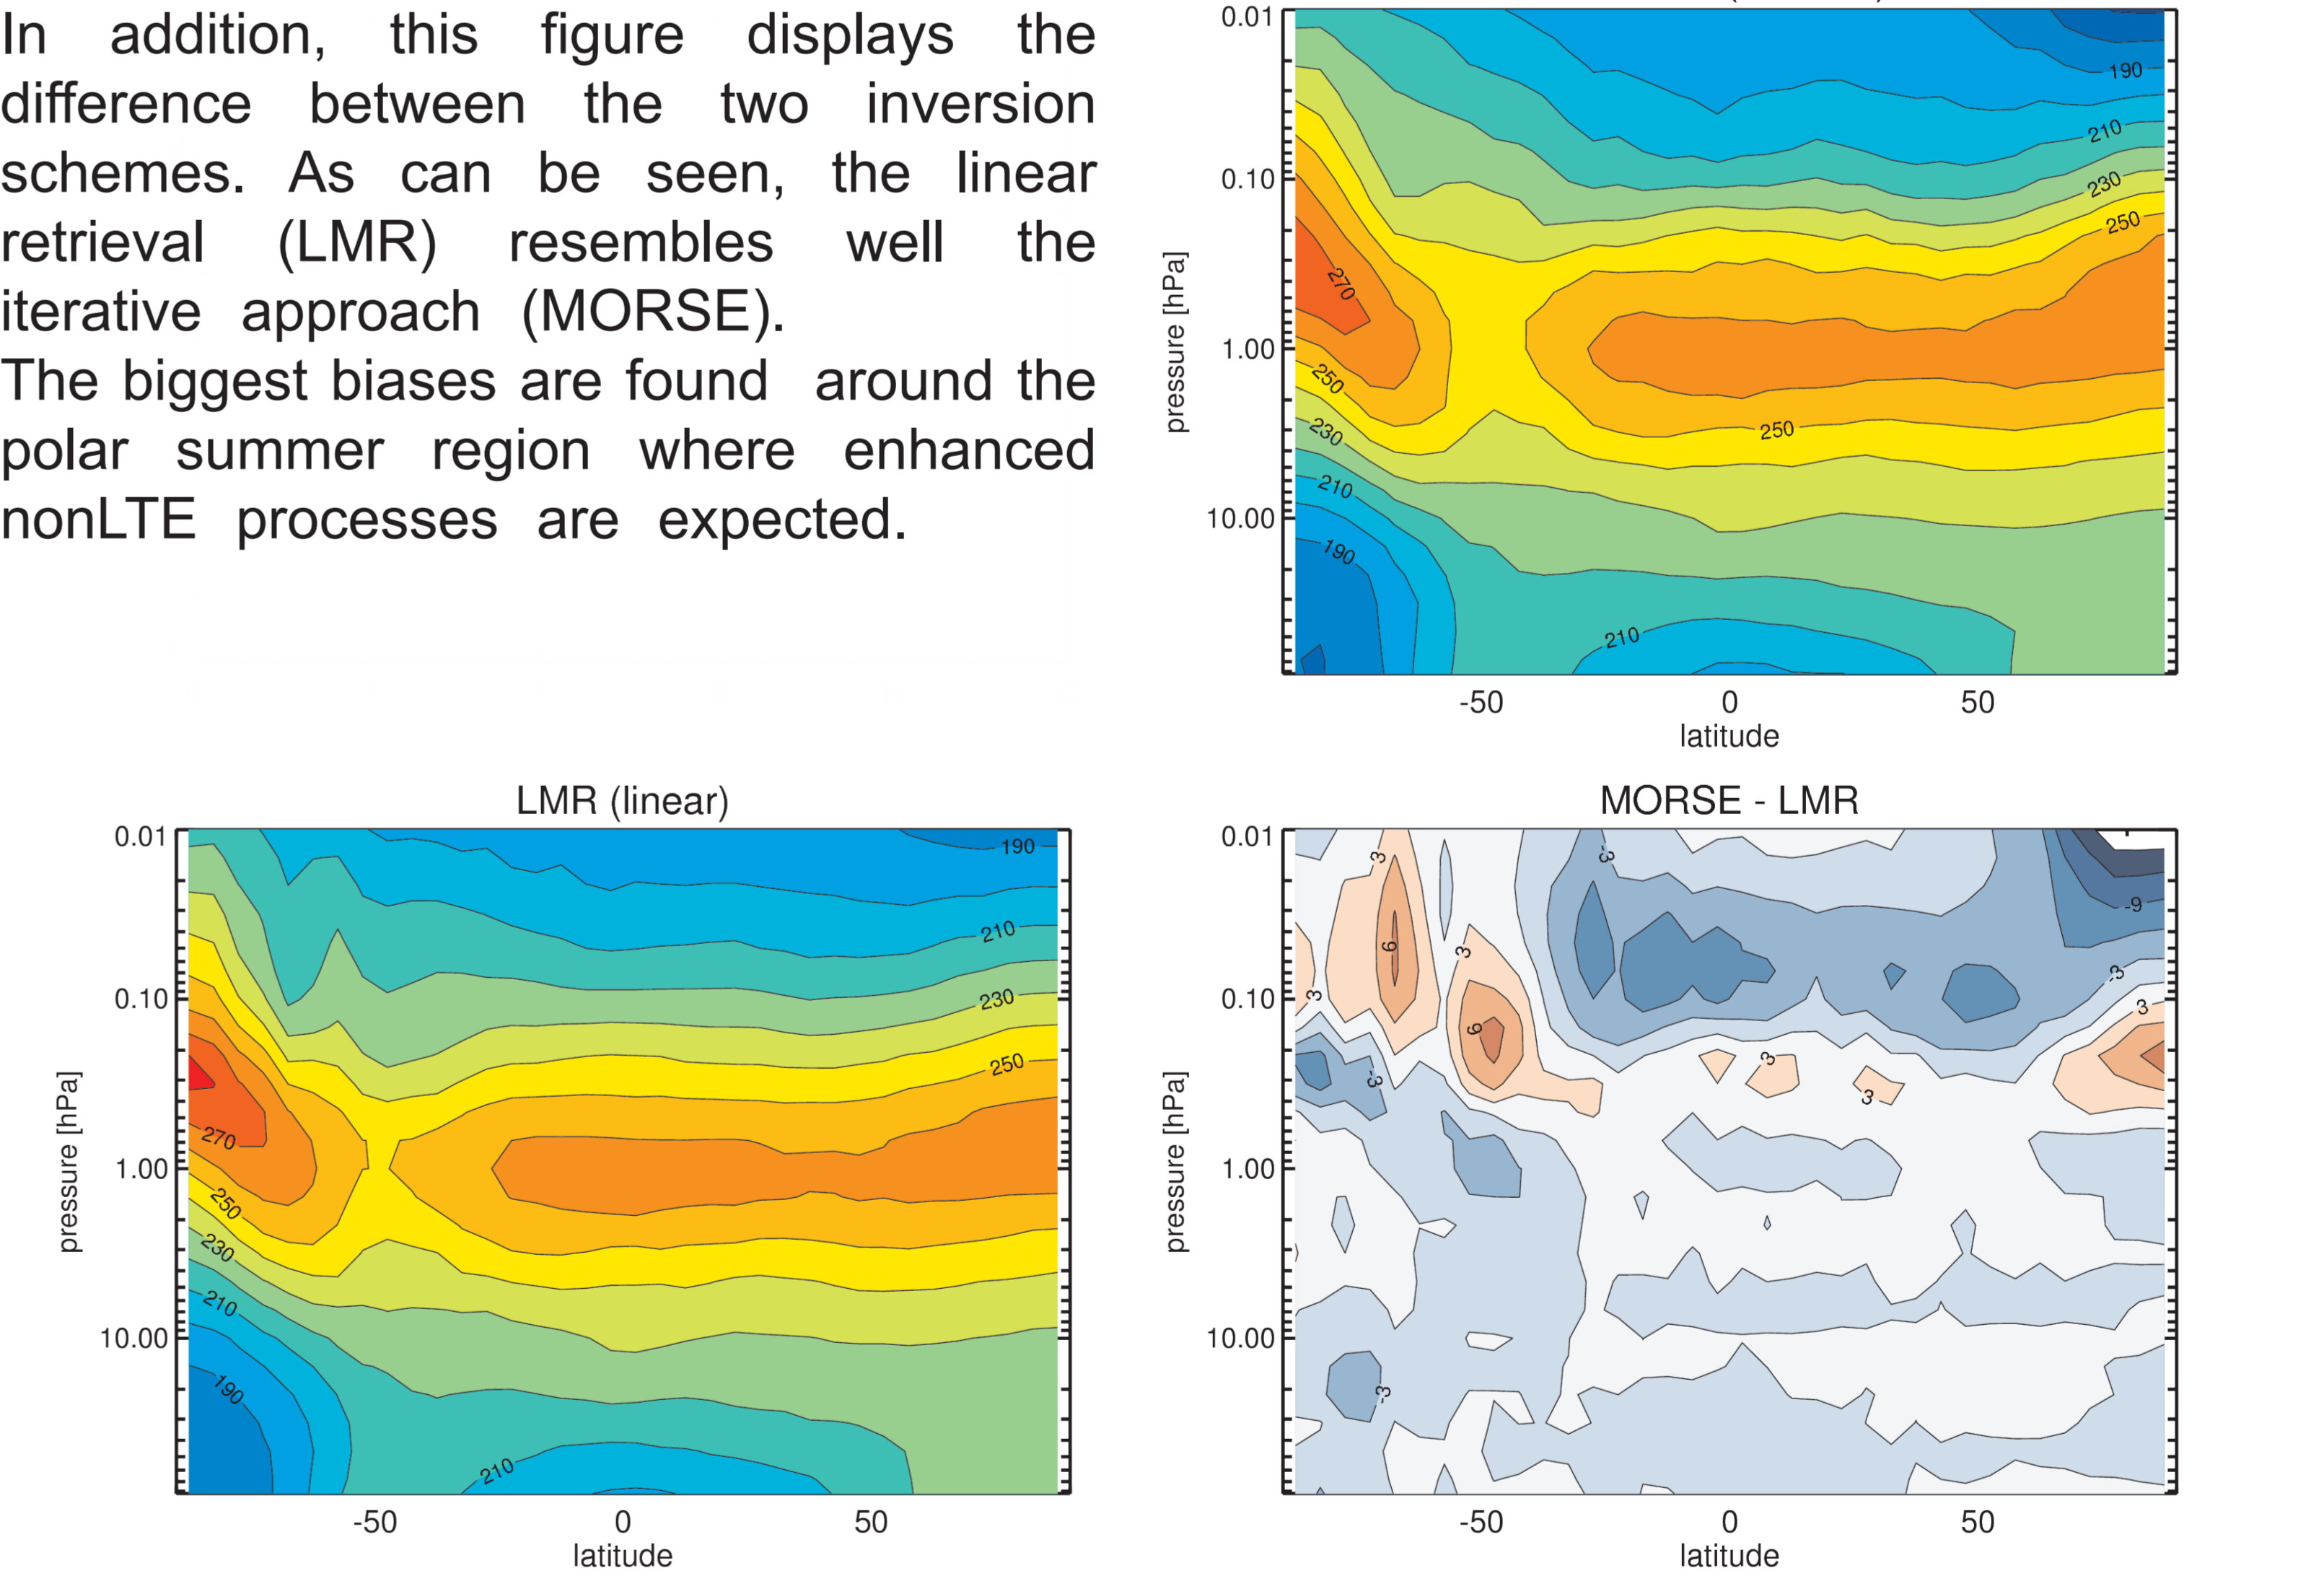 In addition, this figure displays the
difference between the two inversion
schemes. As can be seen, the linear
retrieval (LMR) resembles well the
iterative approach (MORSE).
The biggest biases are found around the
polar summer region where enhanced
nonLTE processes are expected.
0.01
0.10
1.00
10.00
pressure [hPa]
190
210
230
250
270
250
230
210
190
250
210
-50 0 50
latitude
LMR (linear)
0.01
0.10
1.00
10.00
pressure [hPa]
190
210
230
250
270
250
230
210
190
210
-50 0 50
latitude
MORSE - LMR
0.01
0.10
1.00
10.00
pressure [hPa]
3
-3
-9
6
3
3
-3
3
6
3
-3
3
-3
-50 0 50
latitude